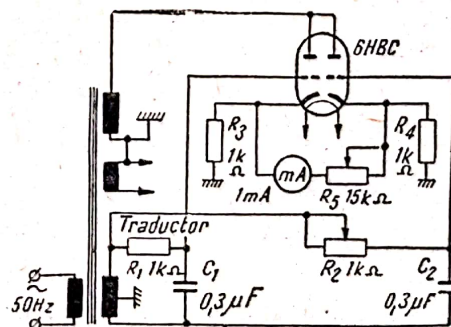 6HBC
R3
1k
Ω
R4
1k
Ω
mA
1mA
R5 15kΩ
Traductor
R1 1kΩ
C1
0,3µF
R2 1kΩ
C2
0,3µF
~
50Hz